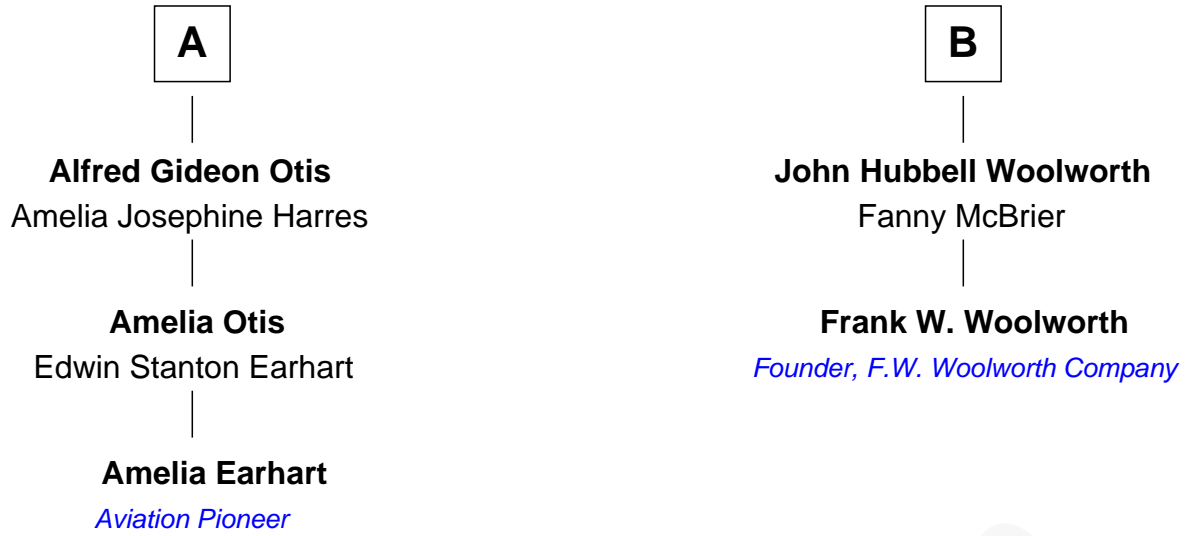 A
Alfred Gideon Otis
Amelia Josephine Harres
Amelia Otis
Edwin Stanton Earhart
Amelia Earhart
Aviation Pioneer
B
John Hubbell Woolworth
Fanny McBrier
Frank W. Woolworth
Founder, F.W. Woolworth Company